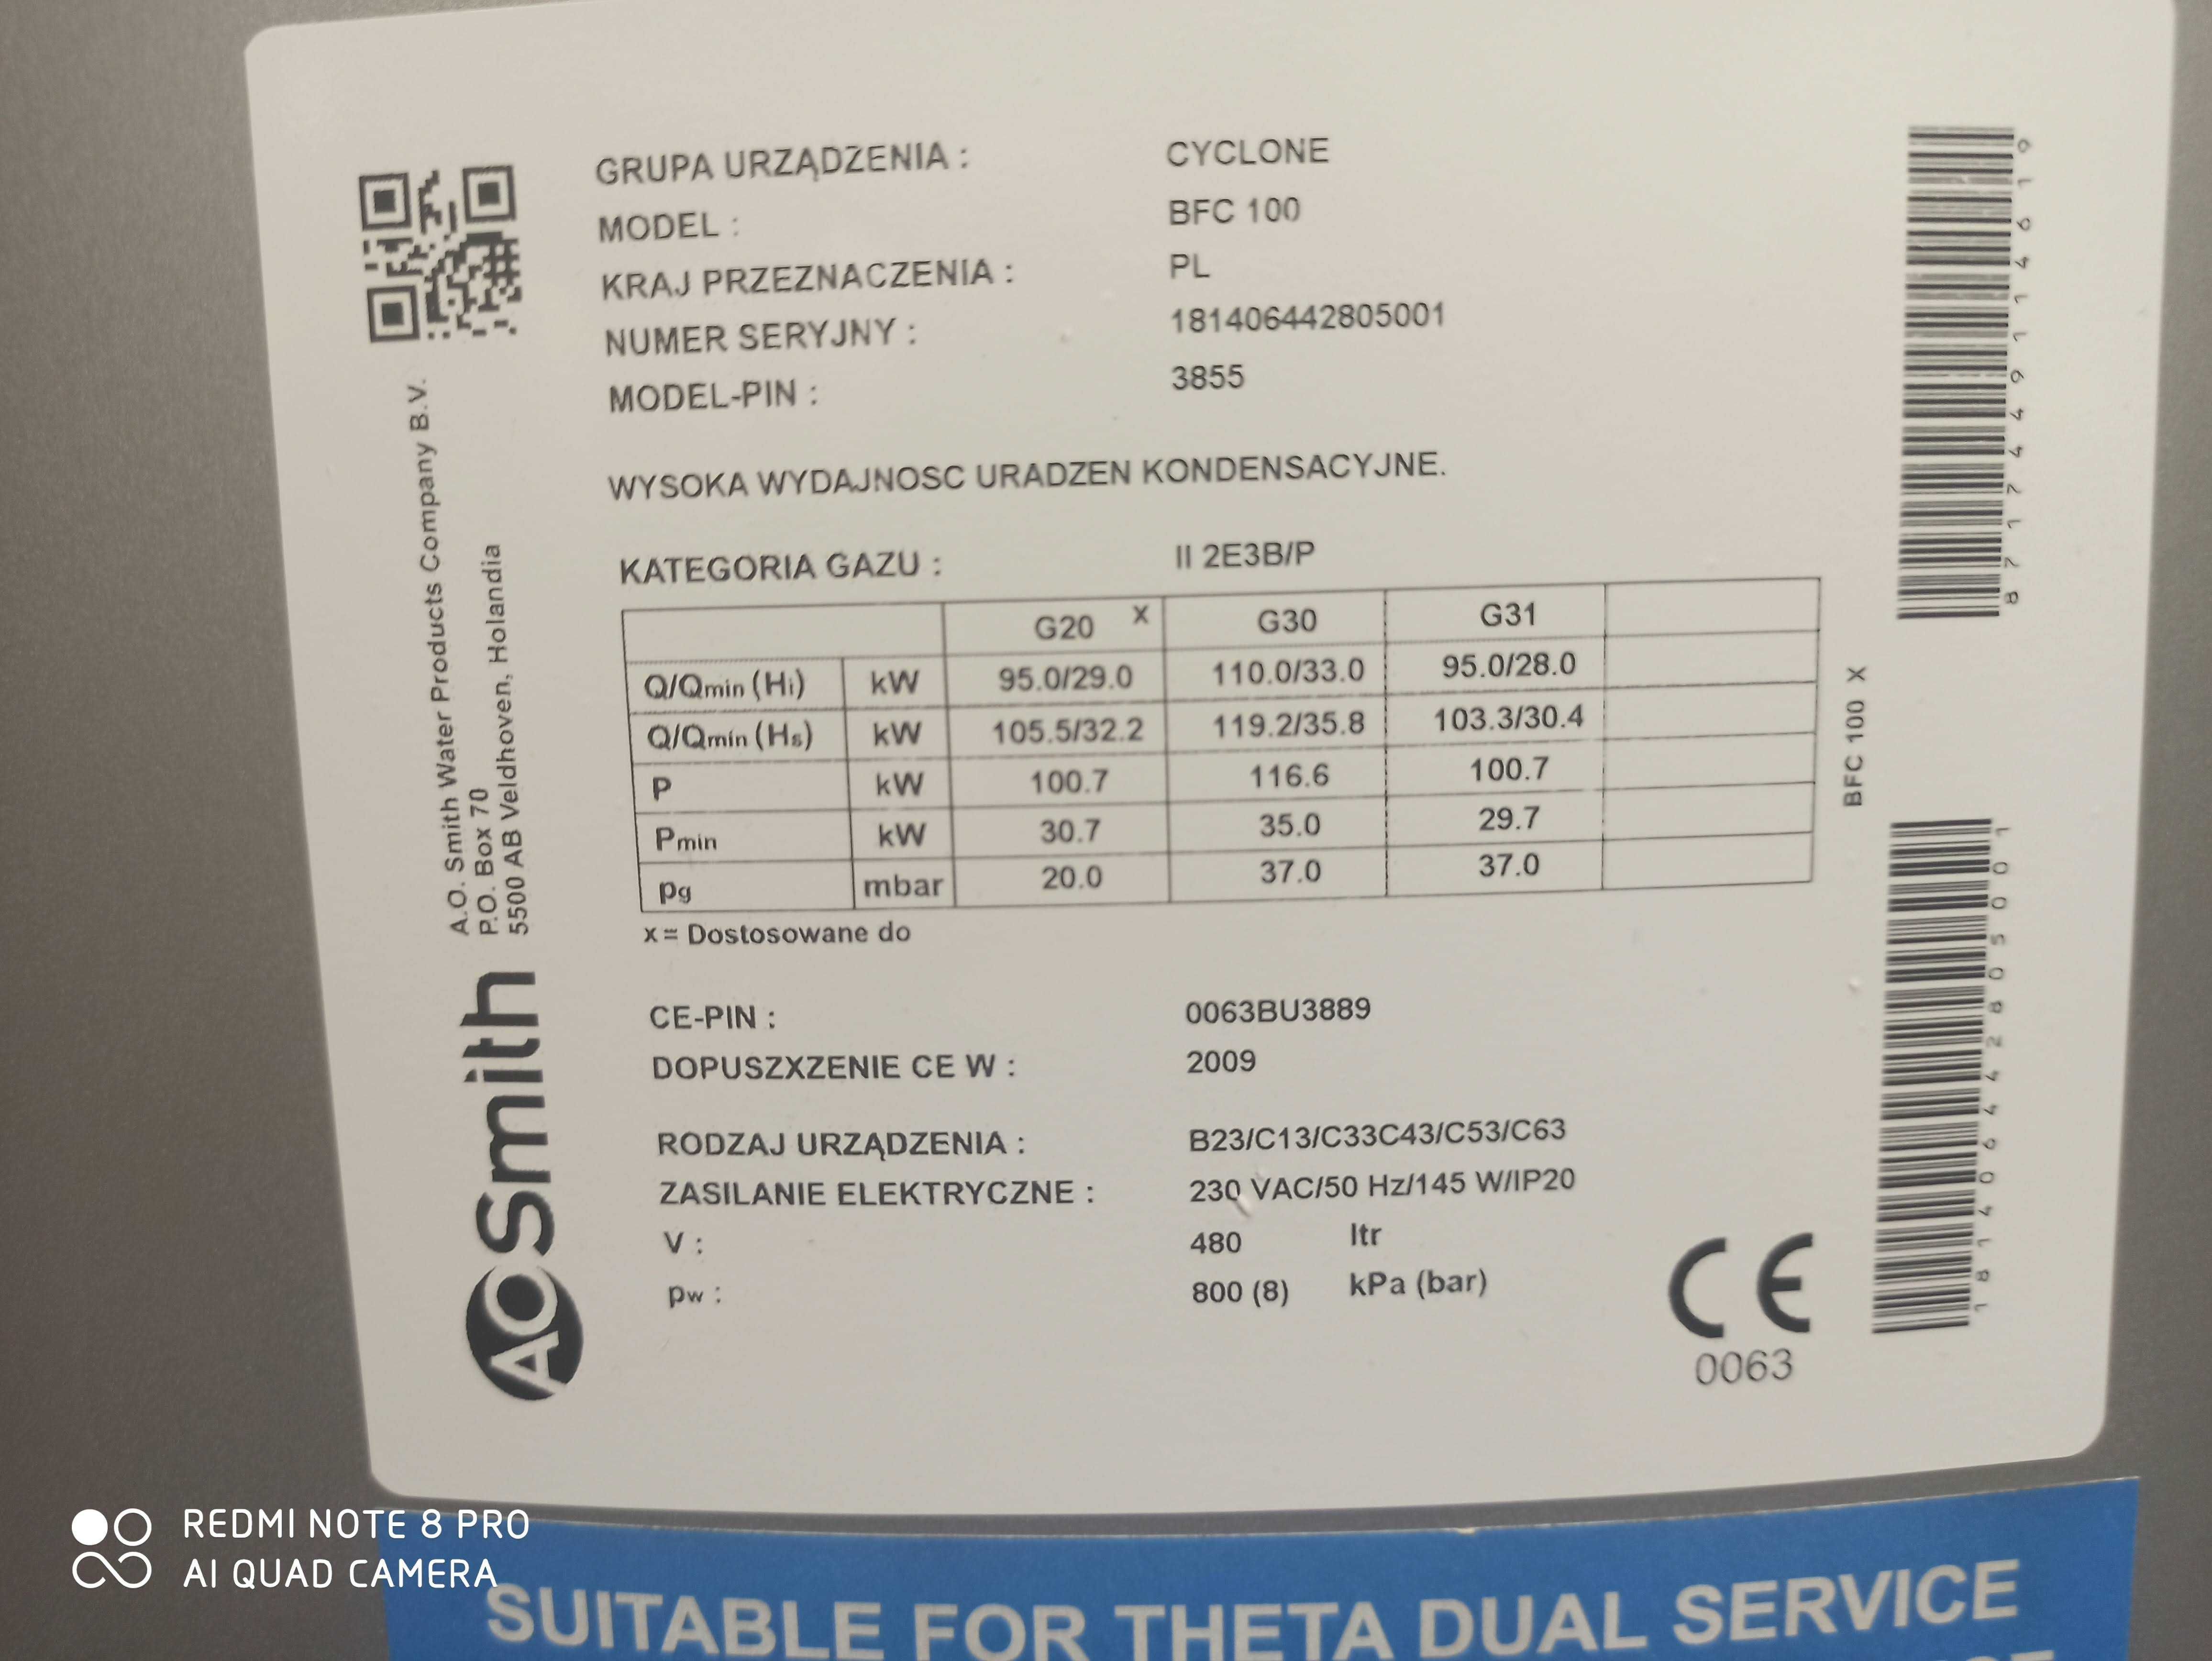 GRUPA URZĄDZENIA : CYCLONE
MODEL : BFC 100
KRAJ PRZEZNACZENIA : PL
NUMER SERYJNY : 181406442805001
MODEL-PIN : 3855
WYSOKA WYDAJNOSC URADZEN KONDENSACYJNE.
KATEGORIA GAZU : II 2E3B/P
G20 x G30 G31
Q/Qmin (Hi) kW 95.0/29.0 110.0/33.0 95.0/28.0
Q/Qmin (Hs) kW 105.5/32.2 119.2/35.8 103.3/30.4
P kW 100.7 116.6 100.7
Pmin kW 30.7 35.0 29.7
pg mbar 20.0 37.0 37.0
x = Dostosowane do
CE-PIN : 0063BU3889
DOPUSZXZENIE CE W : 2009
RODZAJ URZĄDZENIA : B23/C13/C33C43/C53/C63
ZASILANIE ELEKTRYCZNE : 230 VAC/50 Hz/145 W/IP20
V : 480 ltr
pw : 800 (8) kPa (bar)
CE
0063
AO Smith
A.O. Smith Water Products Company B.V.
P.O. Box 70
5500 AB Veldhoven, Holandia
8717449114619
BFC 100 X
181406442805001
SUITABLE FOR THETA DUAL SERVICE
REDMI NOTE 8 PRO
AI QUAD CAMERA